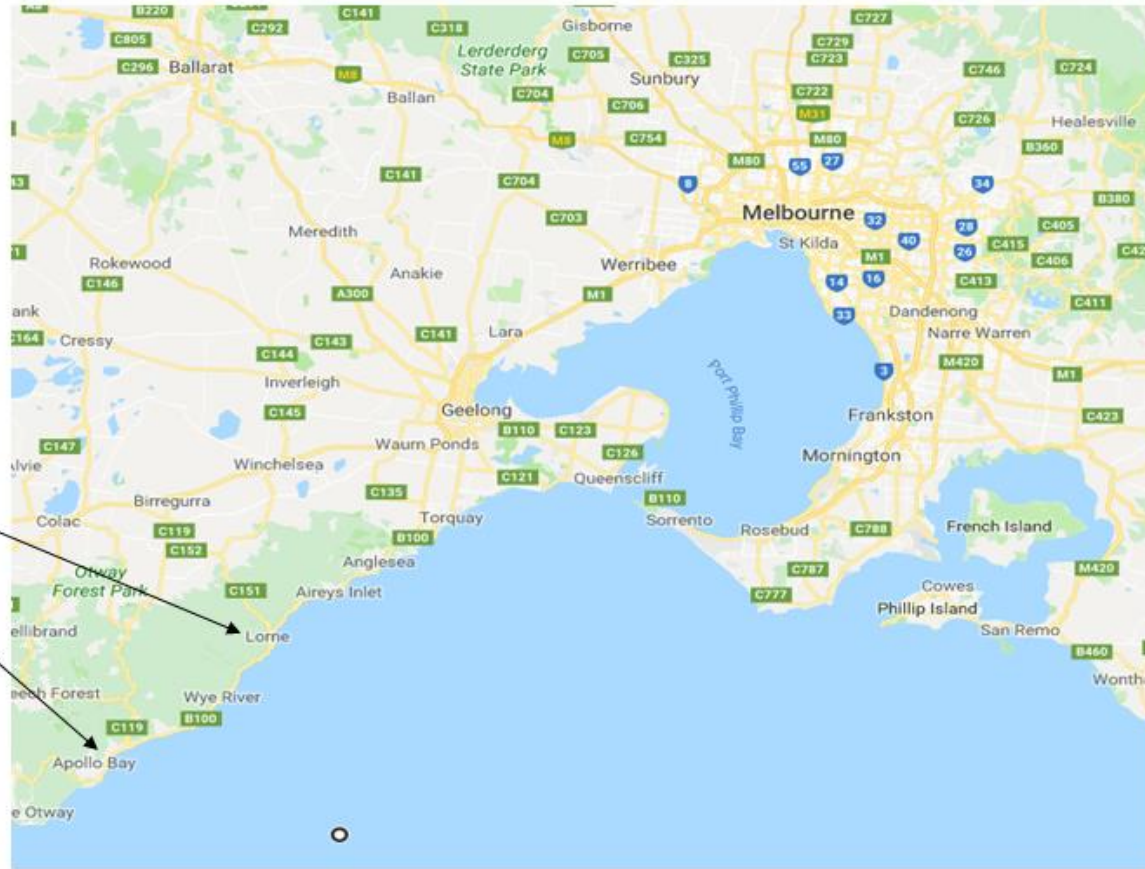 C141
B220
C292
C318
C805
C296
Ballarat
M8
Ballan
Lerderderg
State Park
Gisborne
C705
C325
Sunbury
C704
C706
M8
C754
C727
C729
C723
C722
M31
M80
M80
C746
C724
C726
Healesville
B360
55
27
8
34
B380
C141
C704
C703
Melbourne
32
28
St Kilda
40
26
C415
C405
C406
M1
Meredith
Rokewood
C146
Anakie
A300
Werribee
M1
14
16
C413
C411
33
Dandenong
Narre Warren
C164
Cressy
C144
C143
C141
Lara
M420
3
M1
Inverleigh
Port Phillip Bay
C145
Geelong
Frankston
C423
C147
Waurn Ponds
B110
C123
C126
Mornington
Winchelsea
C135
C121
Queenscliff
B110
Birregurra
Colac
C119
C152
Torquay
B100
Sorrento
Rosebud
C788
French Island
Anglesea
C787
M420
Otway
Forest Park
C151
Aireys Inlet
C777
Cowes
Phillip Island
Lorne
San Remo
B460
Wye River
C119
B100
Apollo Bay
Otway